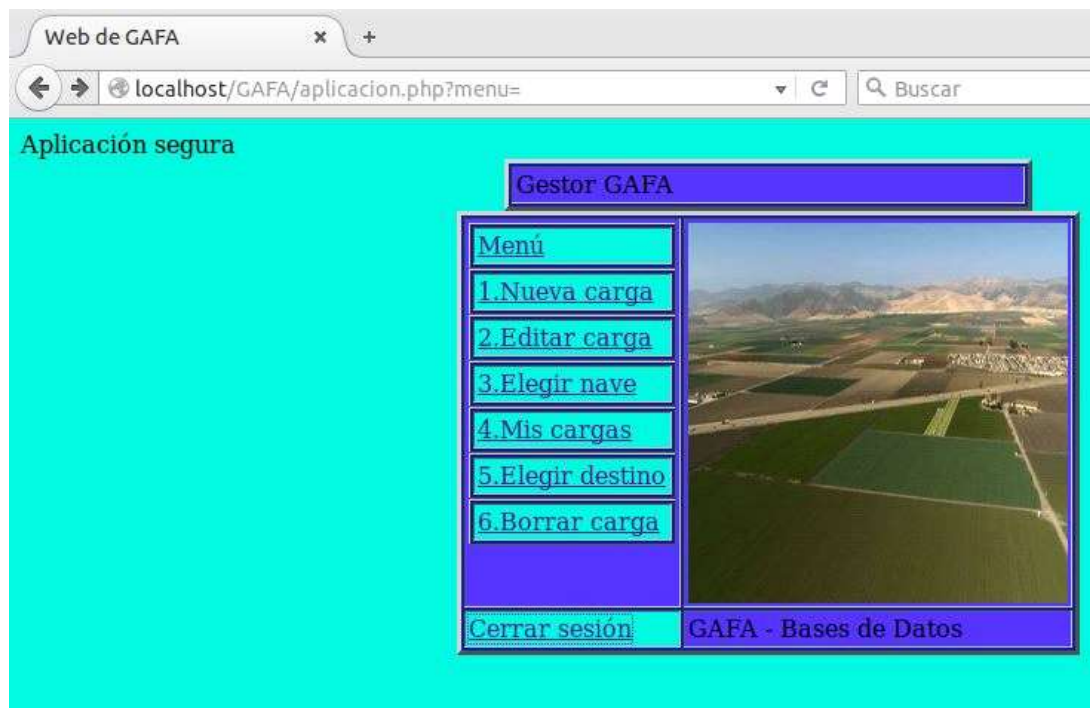 Web de GAFA
localhost/GAFA/aplicacion.php?menu=
Buscar
Aplicación segura
Gestor GAFA
Menú
1.Nueva carga
2.Editar carga
3.Elegir nave
4.Mis cargas
5.Elegir destino
6.Borrar carga
Cerrar sesión
GAFA - Bases de Datos